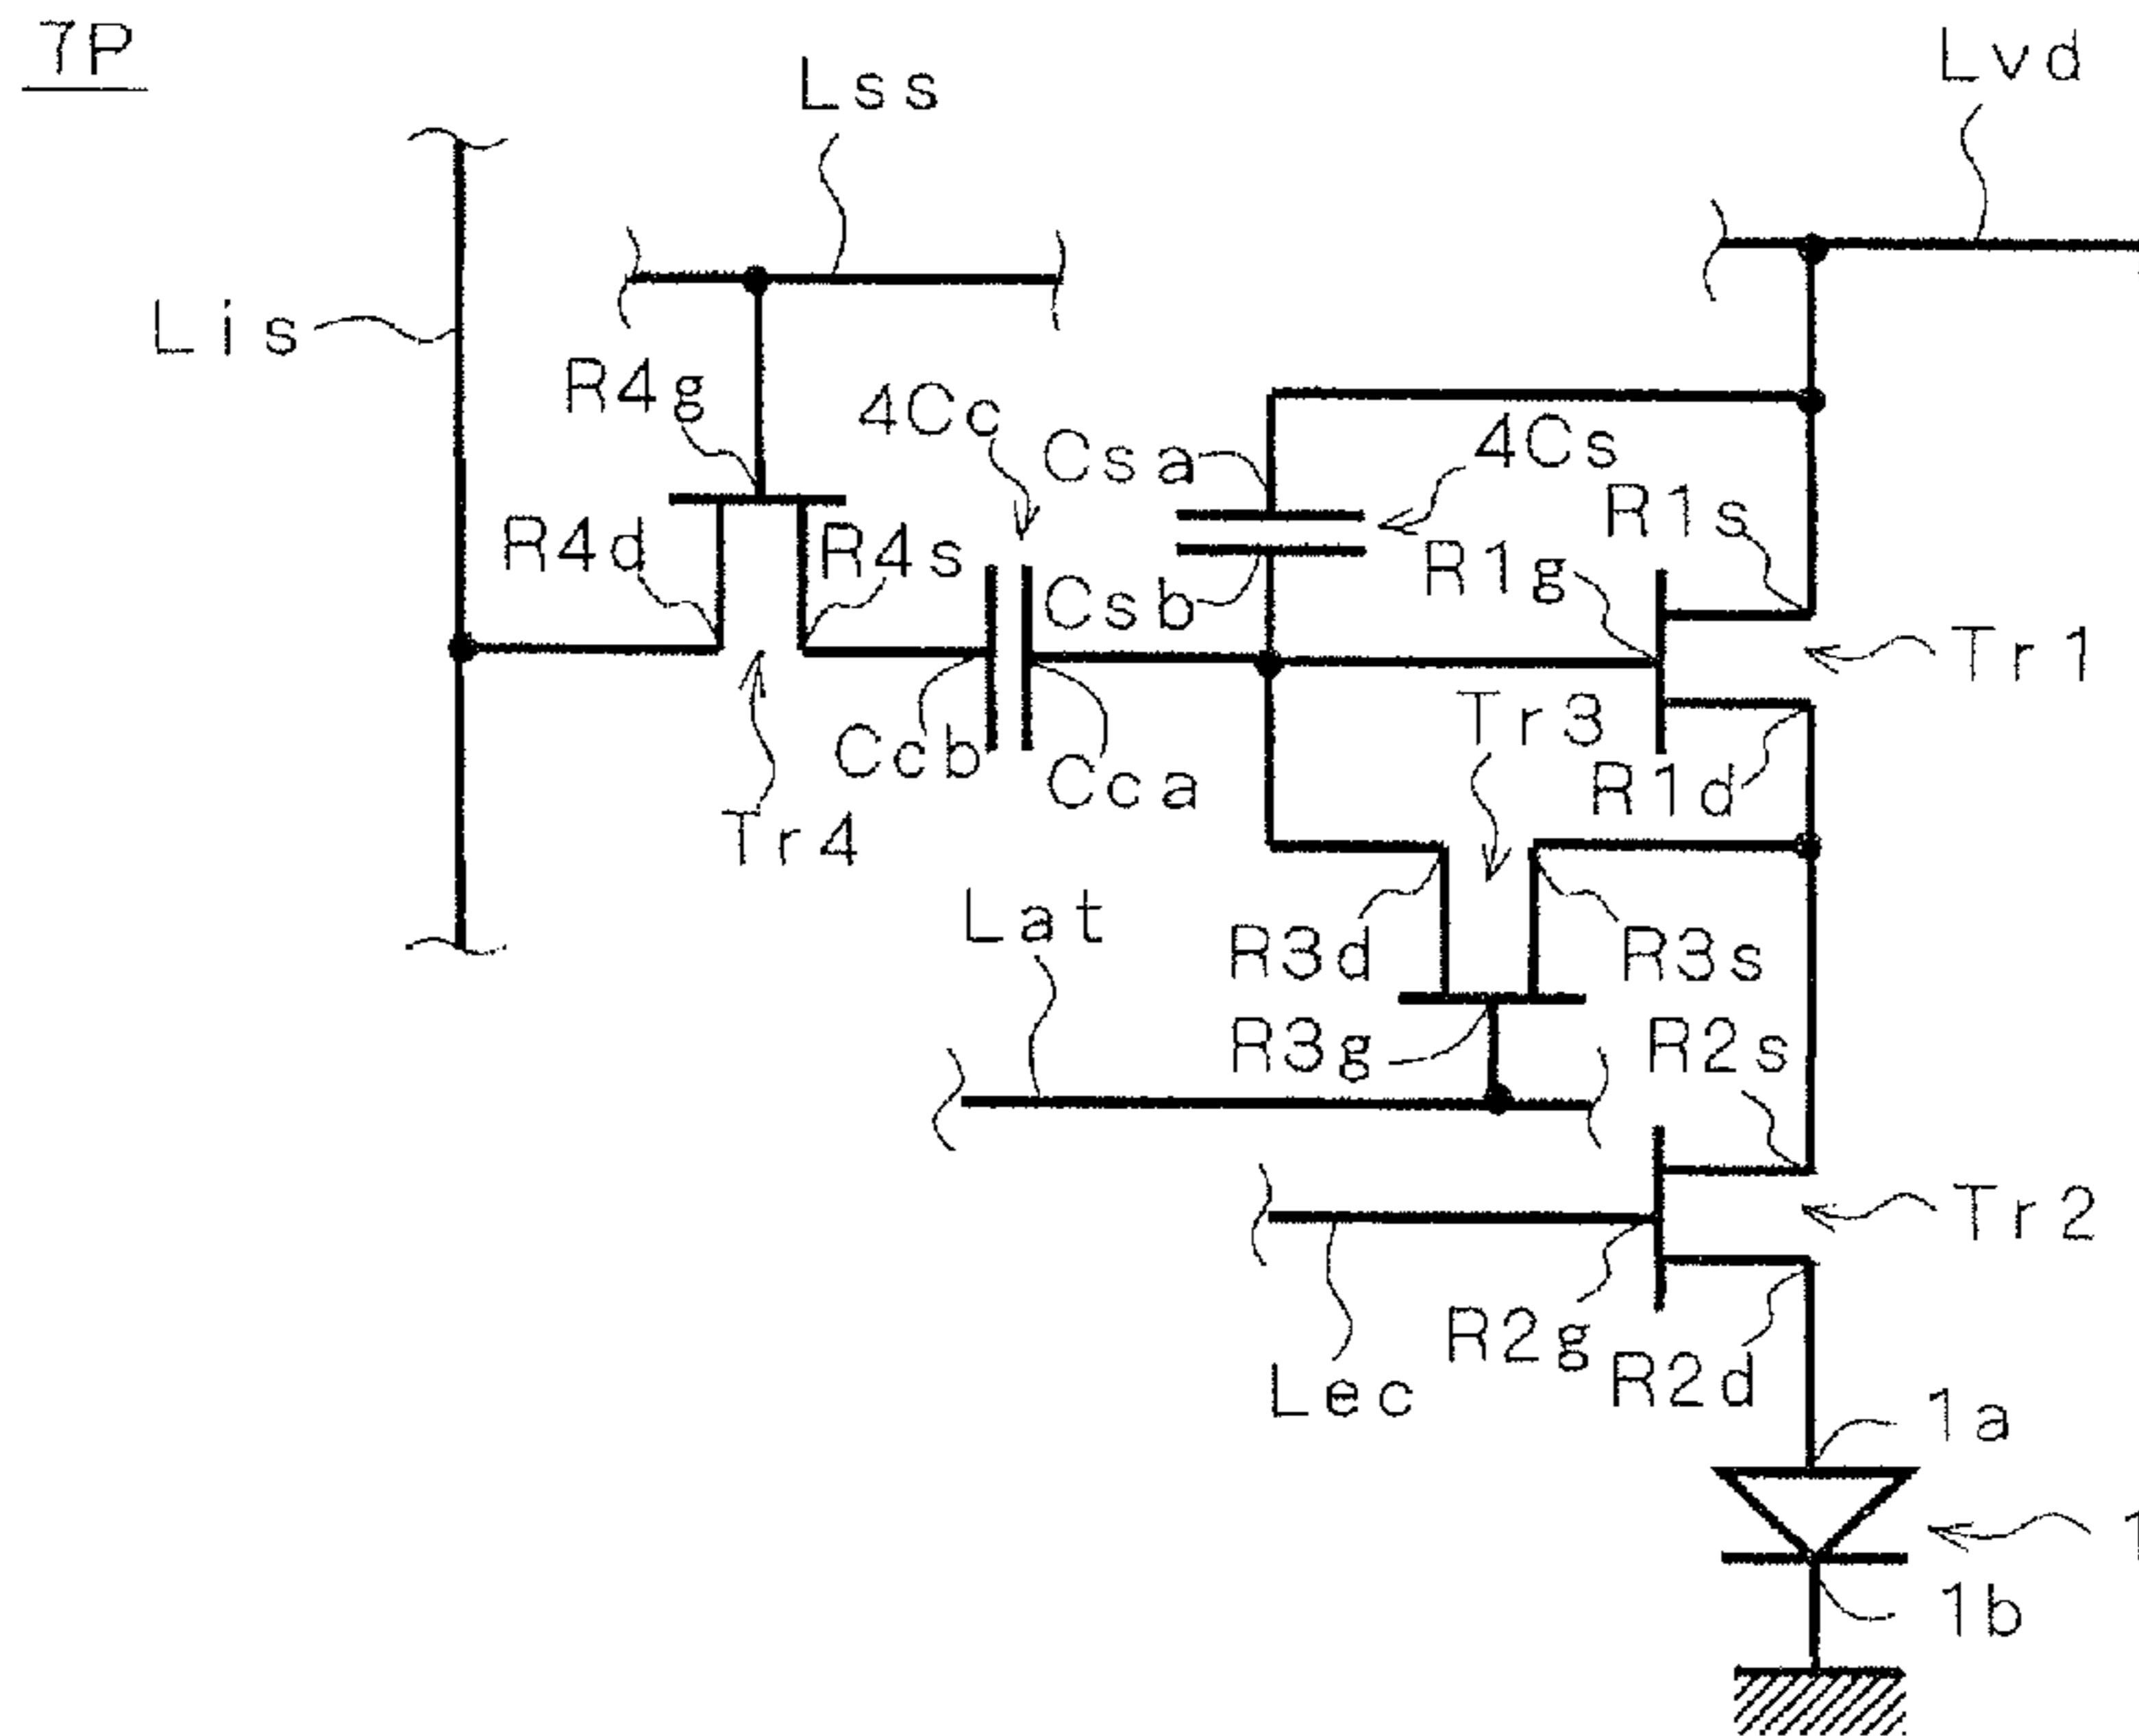 7P
Lvd
Lss
Lis
R4g
4Cc
Csa
4Cs
R1s
R4d
R4s
R1g
Csb
Tr1
Tr3
Ccb
Cca
R1d
Tr4
Lat
R3d
R3s
R3g
R2s
Tr2
R2g
R2d
Lec
1a
1
1b